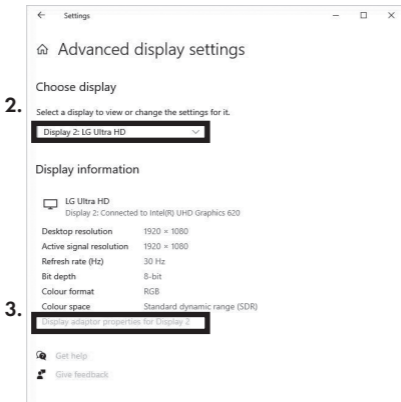 Settings
Advanced display settings
Choose display
2.
Select a display to view or change the settings for it.
Display 2: LG Ultra HD
Display information
LG Ultra HD
Display 2: Connected to Intel(R) UHD Graphics 620
Desktop resolution 1920 × 1080
Active signal resolution 1920 × 1080
Refresh rate (Hz) 30 Hz
Bit depth 8-bit
Colour format RGB
3.
Colour space Standard dynamic range (SDR)
Display adaptor properties for Display 2
Get help
Give feedback